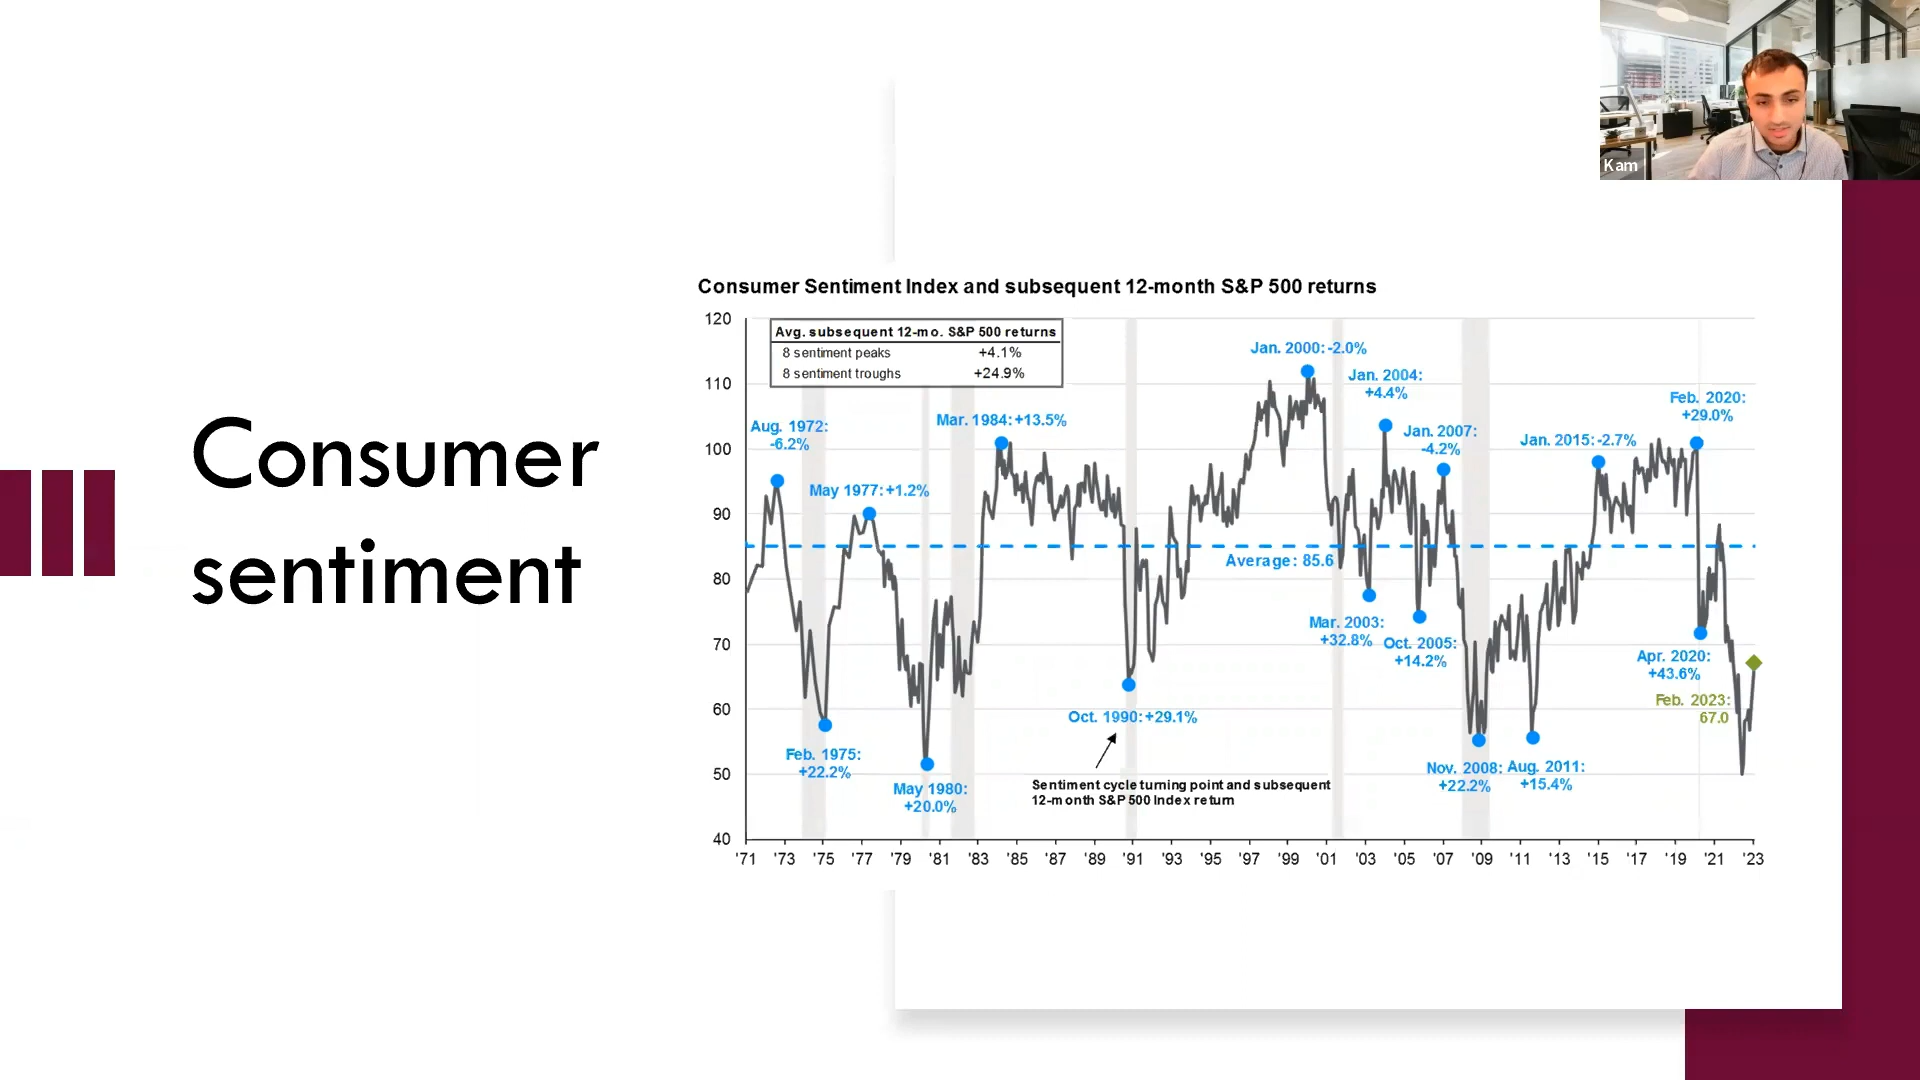 Kam
Consumer
sentiment
Consumer Sentiment Index and subsequent 12-month S&P 500 returns
120
110
100
90
80
70
60
50
40
Avg. subsequent 12-mo. S&P 500 returns
8 sentiment peaks +4.1%
8 sentiment troughs +24.9%
Aug. 1972:
-6.2%
May 1977: +1.2%
Mar. 1984: +13.5%
Jan. 2000: -2.0%
Jan. 2004:
+4.4%
Jan. 2007:
-4.2%
Jan. 2015: -2.7%
Feb. 2020:
+29.0%
Average: 85.6
Mar. 2003:
+32.8%
Oct. 2005:
+14.2%
Apr. 2020:
+43.6%
Feb. 2023:
67.0
Oct. 1990: +29.1%
Feb. 1975:
+22.2%
May 1980:
+20.0%
Nov. 2008:
+22.2%
Aug. 2011:
+15.4%
Sentiment cycle turning point and subsequent
12-month S&P 500 Index return
'71 '73 '75 '77 '79 '81 '83 '85 '87 '89 '91 '93 '95 '97 '99 '01 '03 '05 '07 '09 '11 '13 '15 '17 '19 '21 '23